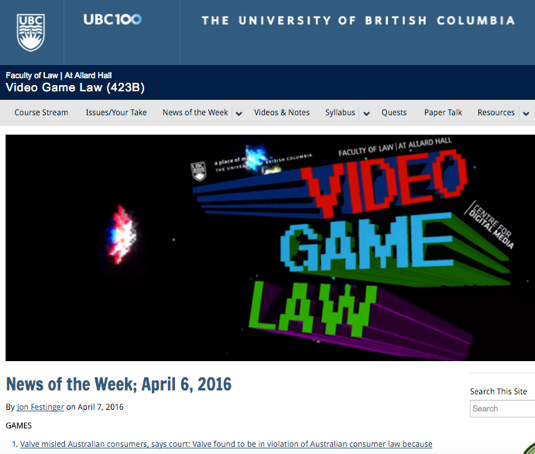 UBC
UBC100
THE UNIVERSITY OF BRITISH COLUMBIA
Faculty of Law | At Allard Hall
Video Game Law (423B)
Course Stream Issues/Your Take News of the Week Videos & Notes Syllabus Quests Paper Talk Resources
a place of
THE UNIVERSITY OF BRITISH COLUMBIA
FACULTY OF LAW | AT ALLARD HALL
VIDEO
GAME
LAW
CENTRE FOR
DIGITAL MEDIA
News of the Week; April 6, 2016
By Jon Festinger on April 7, 2016
GAMES
1. Valve misled Australian consumers, says court: Valve found to be in violation of Australian consumer law because
Search This Site
Search